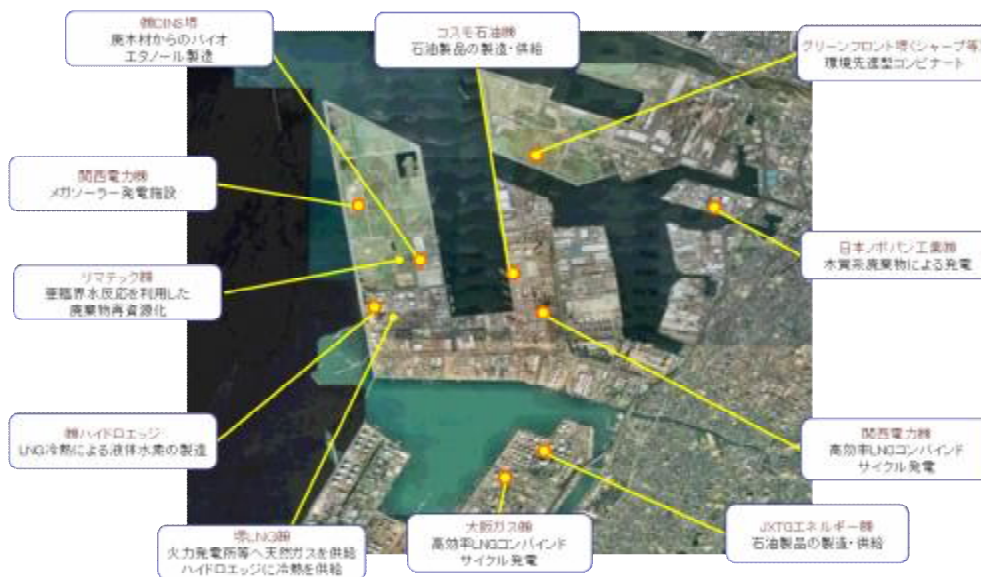 ㈱DINS堺
廃木材からのバイオ
エタノール製造
コスモ石油㈱
石油製品の製造・供給
グリーンフロント堺(シャープ等)
環境先進型コンビナート
関西電力㈱
メガソーラー発電施設
日本ノボパン工業㈱
木質系廃棄物による発電
リマテック㈱
亜臨界水反応を利用した
廃棄物再資源化
㈱ハイドロエッジ
LNG冷熱による液体水素の製造
関西電力㈱
高効率LNGコンバインド
サイクル発電
堺LNG㈱
火力発電所等へ天然ガスを供給
ハイドロエッジに冷熱を供給
大阪ガス㈱
高効率LNGコンバインド
サイクル発電
JXTGエネルギー㈱
石油製品の製造・供給